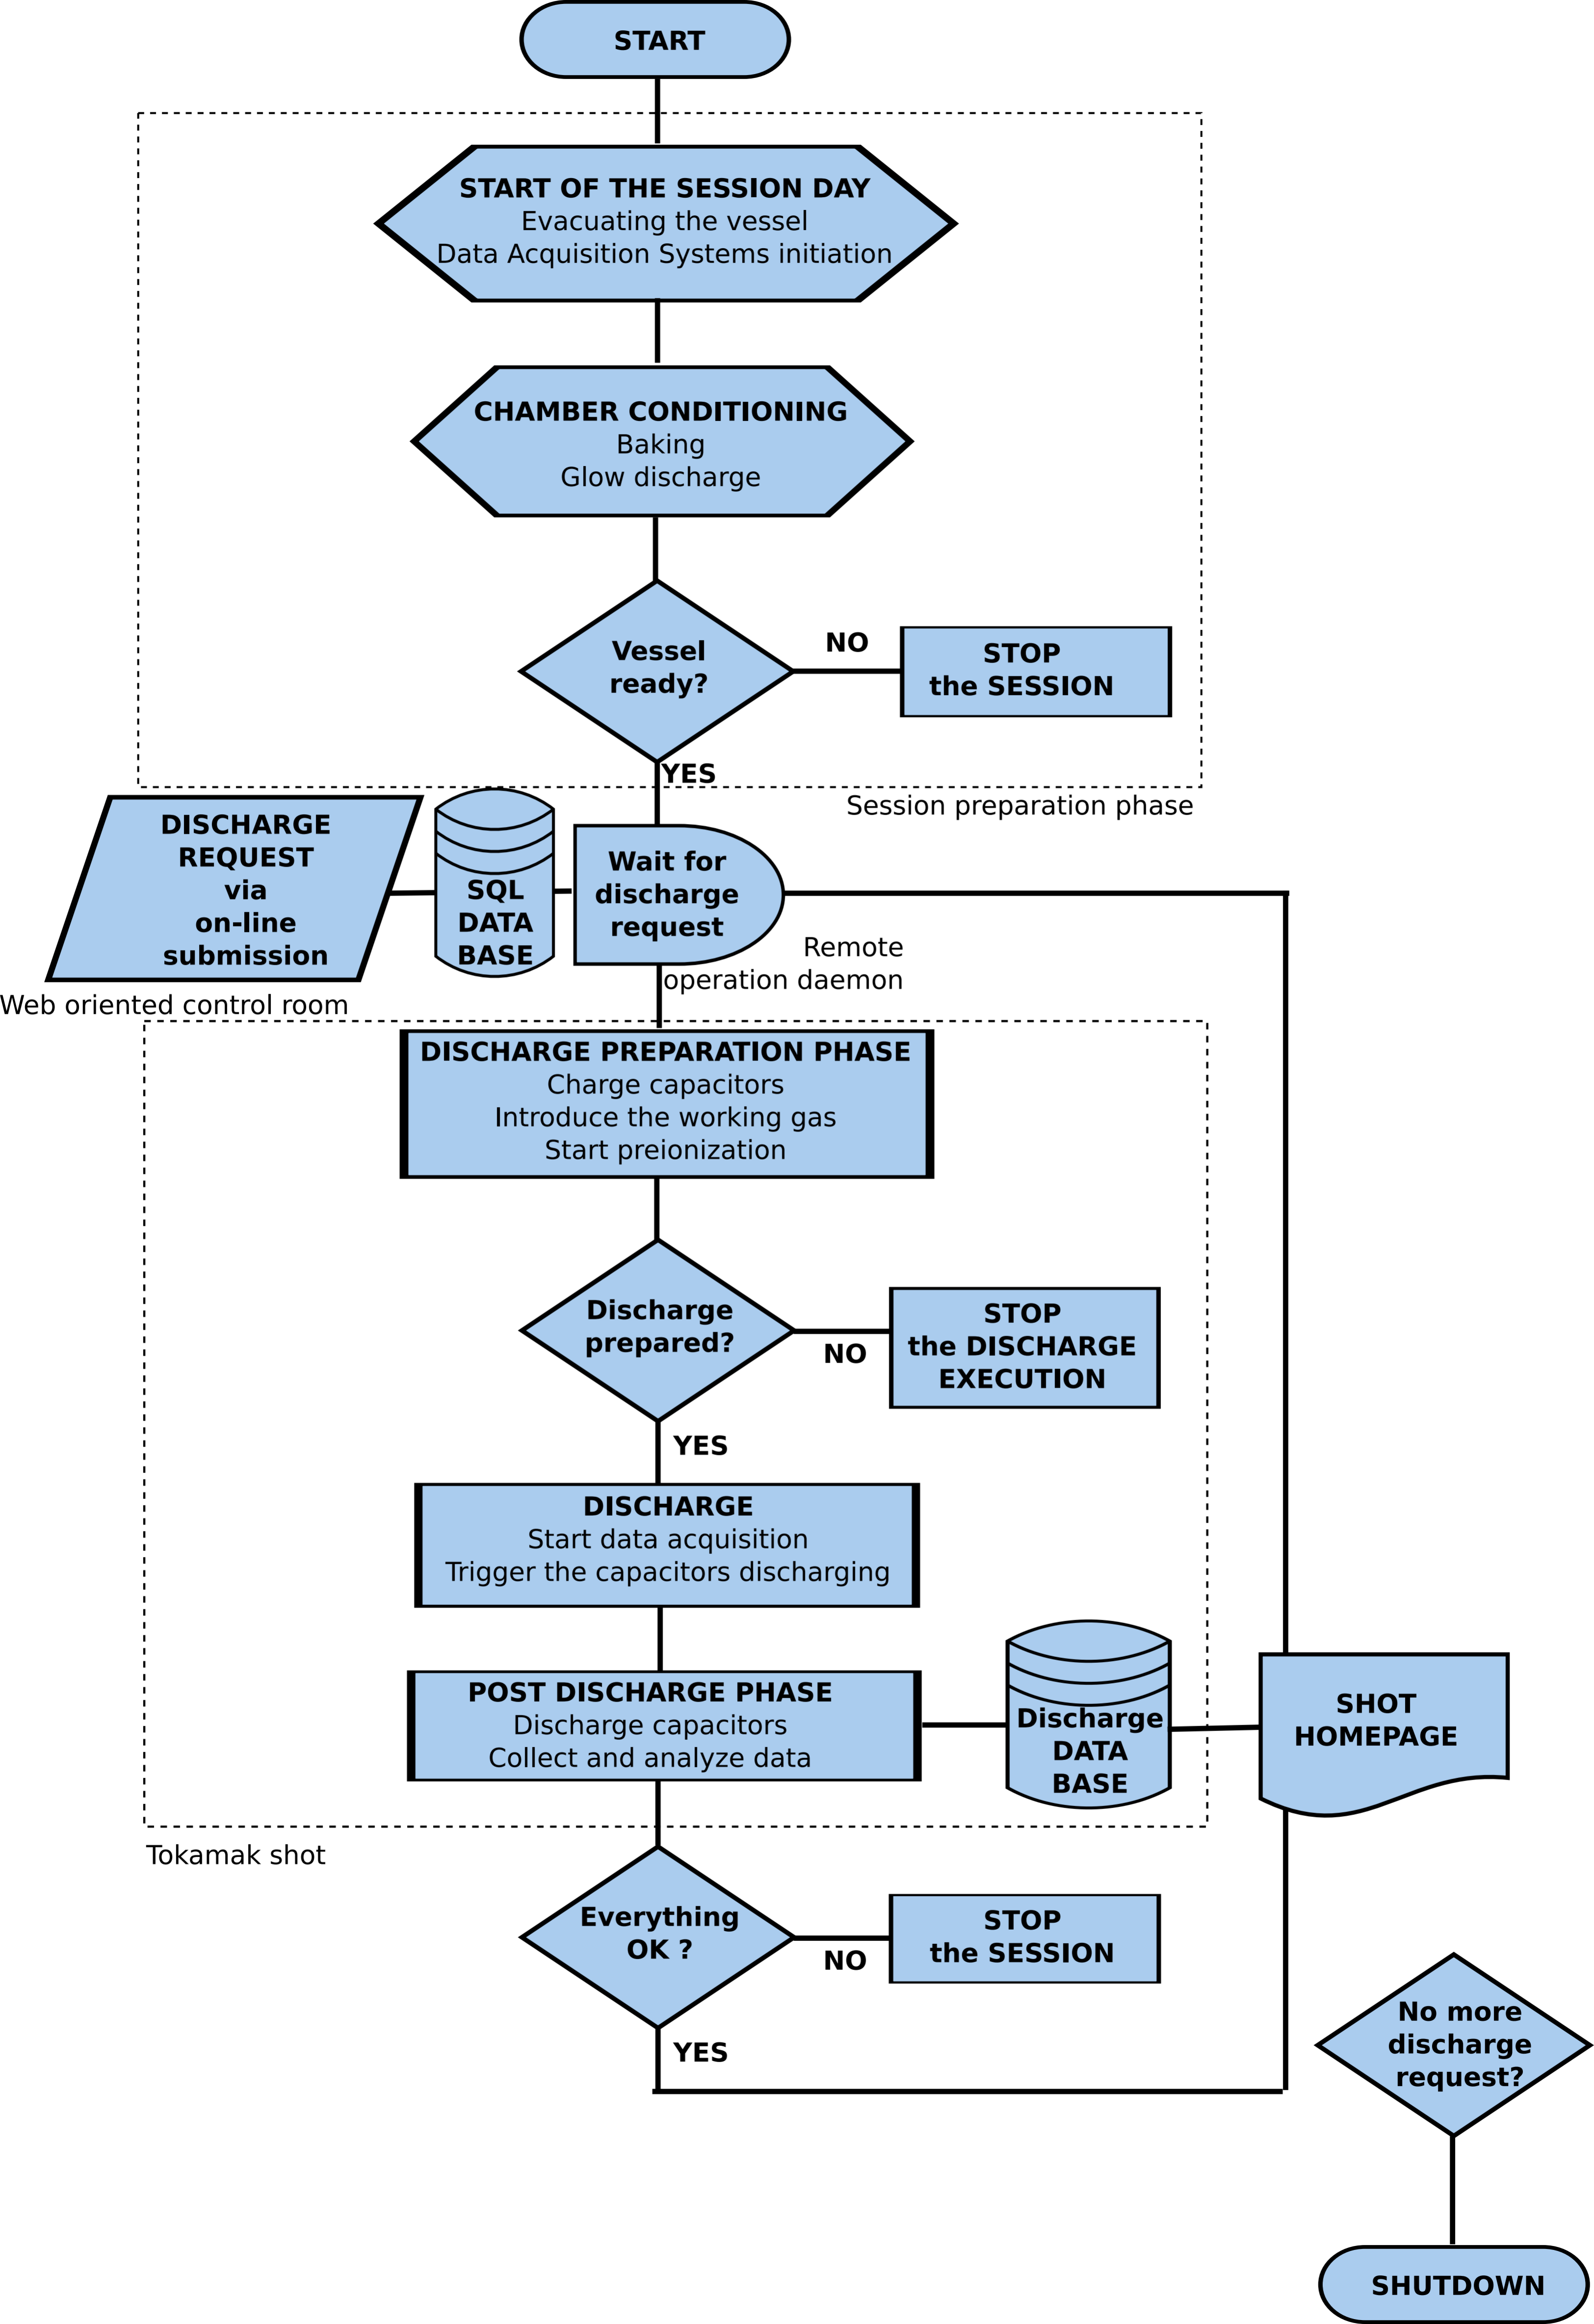 START
START OF THE SESSION DAY
Evacuating the vessel
Data Acquisition Systems initiation
CHAMBER CONDITIONING
Baking
Glow discharge
Vessel
ready?
NO
STOP
the SESSION
YES
Session preparation phase
DISCHARGE
REQUEST
via
on-line
submission
Web oriented control room
SQL
DATA
BASE
Wait for
discharge
request
Remote
operation daemon
DISCHARGE PREPARATION PHASE
Charge capacitors
Introduce the working gas
Start preionization
Discharge
prepared?
NO
STOP
the DISCHARGE
EXECUTION
YES
DISCHARGE
Start data acquisition
Trigger the capacitors discharging
POST DISCHARGE PHASE
Discharge capacitors
Collect and analyze data
Discharge
DATA
BASE
SHOT
HOMEPAGE
Tokamak shot
Everything
OK ?
NO
STOP
the SESSION
YES
No more
discharge
request?
SHUTDOWN